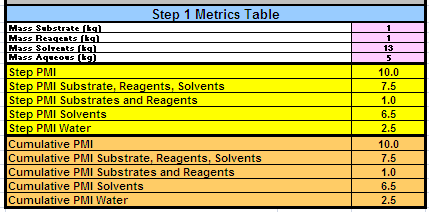 Step 1 Metrics Table
Mass Substrate (kg) 1
Mass Reagents (kg) 1
Mass Solvents (kg) 13
Mass Aqueous (kg) 5
Step PMI 10.0
Step PMI Substrate, Reagents, Solvents 7.5
Step PMI Substrates and Reagents 1.0
Step PMI Solvents 6.5
Step PMI Water 2.5
Cumulative PMI 10.0
Cumulative PMI Substrate, Reagents, Solvents 7.5
Cumulative PMI Substrates and Reagents 1.0
Cumulative PMI Solvents 6.5
Cumulative PMI Water 2.5